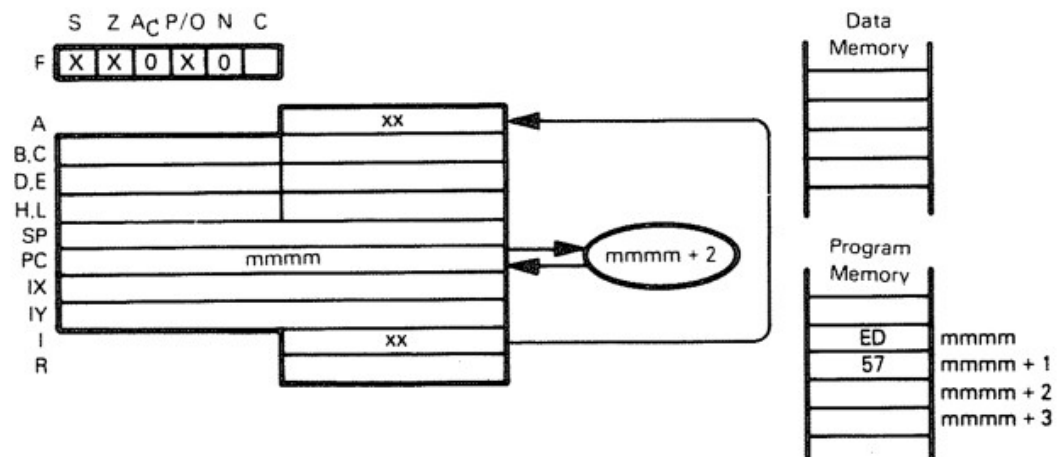 S Z AC P/O N C
F X X 0 X 0
A xx
B,C
D,E
H,L
SP
PC mmmm
IX
IY
I xx
R
mmmm + 2
Data
Memory
Program
Memory
ED mmmm
57 mmmm + 1
mmmm + 2
mmmm + 3